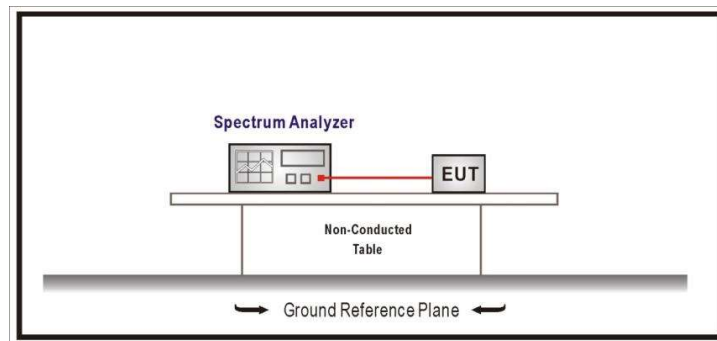 Spectrum Analyzer
EUT
Non-Conducted
Table
Ground Reference Plane